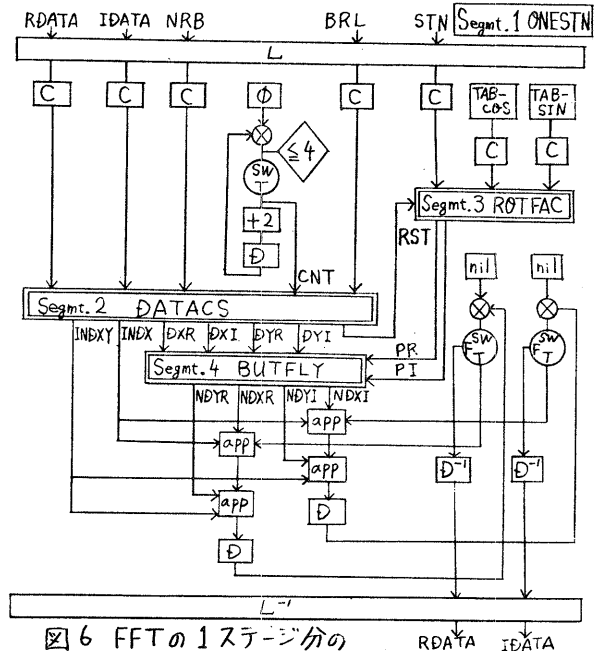 RDATA IDATA NRB BRL STN Segmt.1 ONESTN
L
C C C φ C C TAB-COS TAB-SIN
≦4
C C
SW
T
+2
Segmt.3 ROTFAC
RST
D
CNT
nil nil
Segmt.2 DATACS
INDXY INDX DXR DXI DYR DYI
PR
PI
Segmt.4 BUTFLY
SW
F T
SW
F T
NDYR NDXR NDYI NDXI
app
app
app
D⁻¹ D⁻¹
app
D
D
L⁻¹
図6 FFTの1ステージ分の
RDATA IDATA